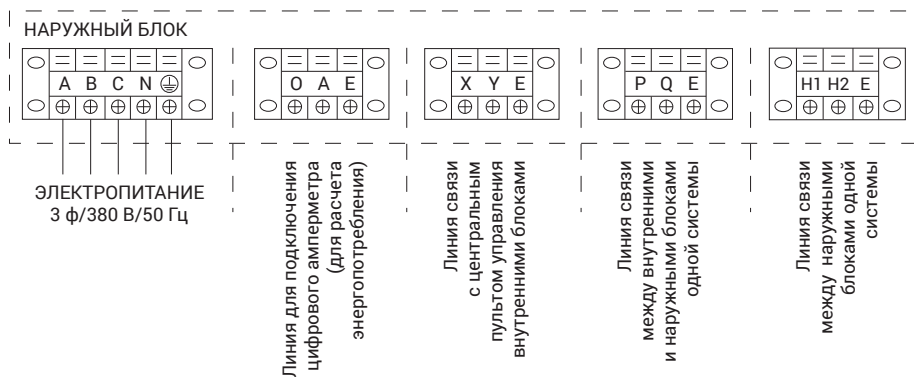 НАРУЖНЫЙ БЛОК
A B C N
O A E
X Y E
P Q E
H1 H2 E
ЭЛЕКТРОПИТАНИЕ
3 ф/380 В/50 Гц
Линия для подключения
цифрового амперметра
(для расчета
энергопотребления)
Линия связи
с центральным
пультом управления
внутренними блоками
Линия связи
между внутренними
и наружными блоками
одной системы
Линия связи
между наружными
блоками одной
системы